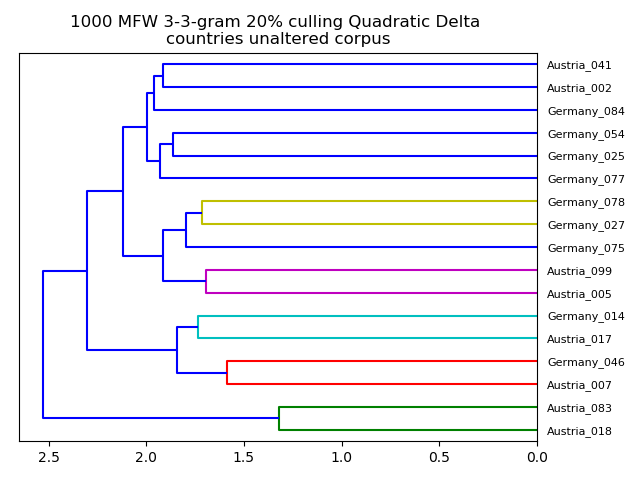 1000 MFW 3-3-gram 20% culling Quadratic Delta
countries unaltered corpus
Austria_041
Austria_002
Germany_084
Germany_054
Germany_025
Germany_077
Germany_078
Germany_027
Germany_075
Austria_099
Austria_005
Germany_014
Austria_017
Germany_046
Austria_007
Austria_083
Austria_018
2.5 2.0 1.5 1.0 0.5 0.0